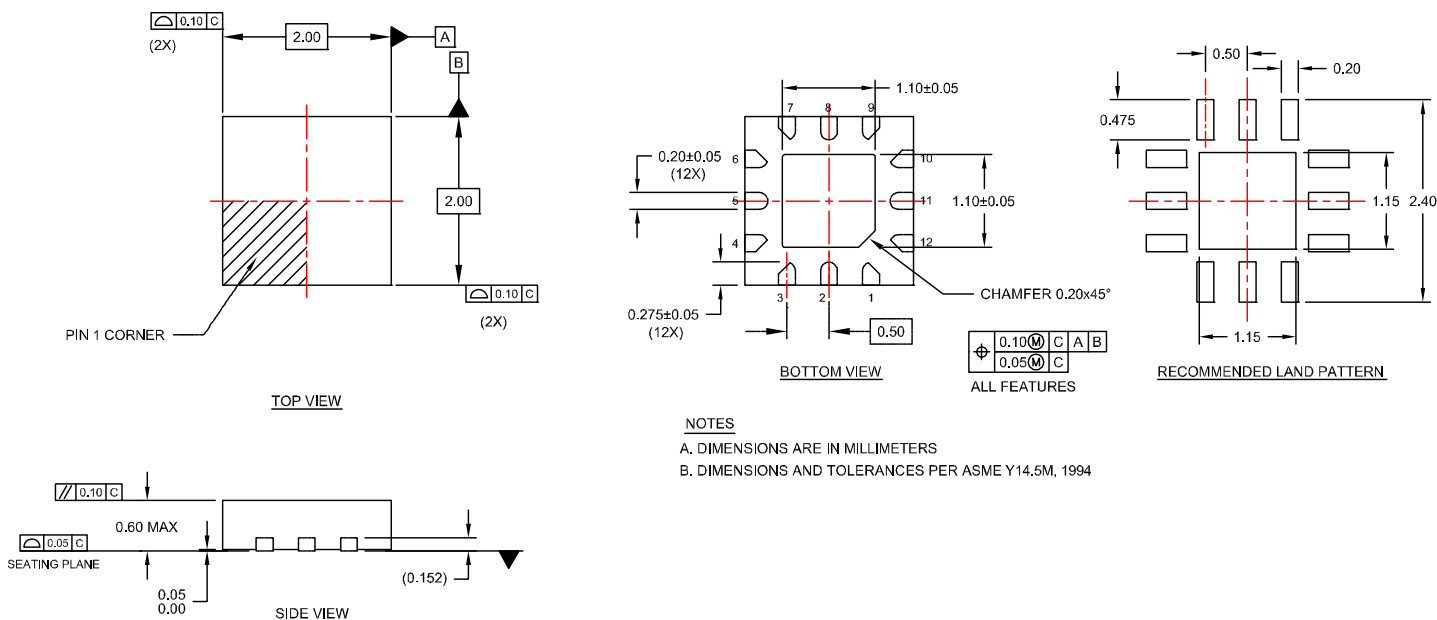 0.10 C
(2X)
2.00
A
B
2.00
0.10 C
(2X)
PIN 1 CORNER
TOP VIEW
1.10±0.05
7 8 9
0.20±0.05
(12X)
6
5
4
10
11
12
1.10±0.05
3 2 1
0.275±0.05
(12X)
CHAMFER 0.20x45°
0.50
BOTTOM VIEW
0.10 Ⓜ C A B
0.05 Ⓜ C
ALL FEATURES
0.50
0.20
0.475
1.15
2.40
1.15
RECOMMENDED LAND PATTERN
NOTES
A. DIMENSIONS ARE IN MILLIMETERS
B. DIMENSIONS AND TOLERANCES PER ASME Y14.5M, 1994
// 0.10 C
0.60 MAX
0.05 C
SEATING PLANE
0.05
0.00
(0.152)
SIDE VIEW